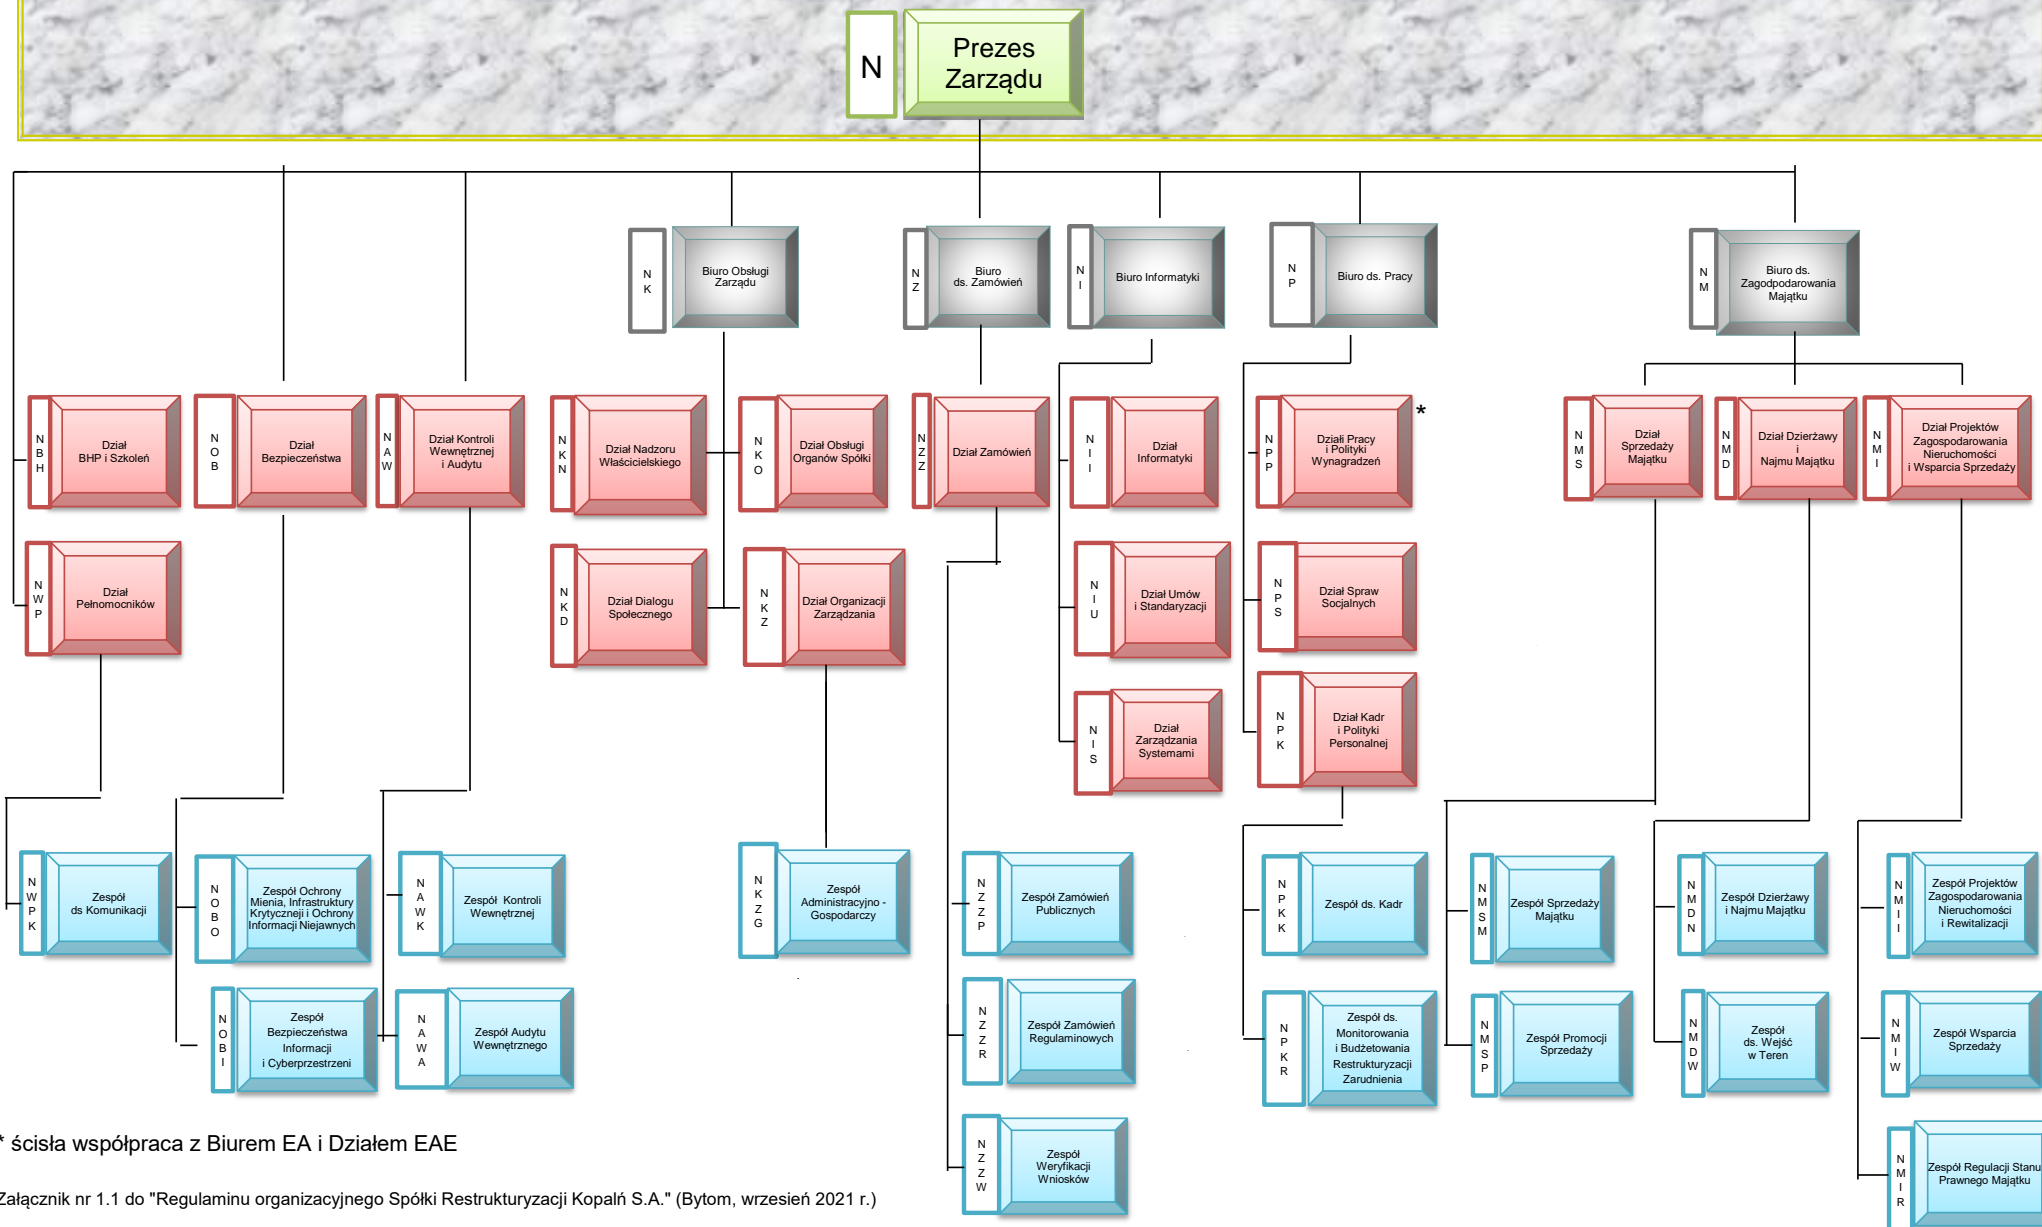 N
Prezes
Zarządu
N
K
Biuro Obsługi
Zarządu
N
Z
Biuro
ds. Zamówień
N
I
Biuro Informatyki
N
P
Biuro ds. Pracy
N
M
Biuro ds.
Zagodpodarowania
Majątku
N
B
H
Dział
BHP i Szkoleń
N
O
B
Dział
Bezpieczeństwa
N
A
W
Dział Kontroli
Wewnętrznej
i Audytu
N
K
N
Dział Nadzoru
Właścicielskiego
N
K
O
Dział Obsługi
Organów Spółki
N
Z
Z
Dział Zamówień
N
I
I
Dział
Informatyki
N
P
P
Działi Pracy
i Polityki
Wynagradzeń
*
N
M
S
Dział
Sprzedaży
Majątku
N
M
D
Dział Dzierżawy
i
Najmu Majątku
N
M
I
Dział Projektów
Zagospodarowania
Nieruchomości
i Wsparcia Sprzedaży
N
W
P
Dział
Pełnomocników
N
K
D
Dział Dialogu
Społecznego
N
K
Z
Dział Organizacji
Zarządzania
N
I
U
Dział Umów
i Standaryzacji
N
P
S
Dział Spraw
Socjalnych
N
I
S
Dział
Zarządzania
Systemami
N
P
K
Dział Kadr
i Polityki
Personalnej
N
W
P
K
Zespół
ds Komunikacji
N
O
B
O
Zespół Ochrony
Mienia, Infrastruktury
Krytycznej i Ochrony
Informacji Niejawnych
N
A
W
K
Zespół Kontroli
Wewnętrznej
N
K
Z
G
Zespół
Administracyjno -
Gospodarczy
N
Z
Z
P
Zespół Zamówień
Publicznych
N
P
K
K
Zespół ds. Kadr
N
M
S
M
Zespół Sprzedaży
Majątku
N
M
D
N
Zespół Dzierżawy
i Najmu Majątku
N
M
I
I
Zespół Projektów
Zagospodarowania
Nieruchomości
i Rewitalizacji
N
O
B
I
Zespół
Bezpieczeństwa
Informacji
i Cyberprzestrzeni
N
A
W
A
Zespół Audytu
Wewnętrznego
N
Z
Z
R
Zespół Zamówień
Regulaminowych
N
P
K
R
Zespół ds.
Monitorowania
i Budżetowania
Restrukturyzacji
Zarudnienia
N
M
S
P
Zespół Promocji
Sprzedaży
N
M
D
W
Zespół
ds. Wejść
w Teren
N
M
I
W
Zespół Wsparcia
Sprzedaży
N
Z
Z
W
Zespół
Weryfikacji
Wniosków
N
M
I
R
Zespół Regulacji Stanu
Prawnego Majątku
* ścisła współpraca z Biurem EA i Działem EAE
Załącznik nr 1.1 do "Regulaminu organizacyjnego Spółki Restrukturyzacji Kopalń S.A." (Bytom, wrzesień 2021 r.)